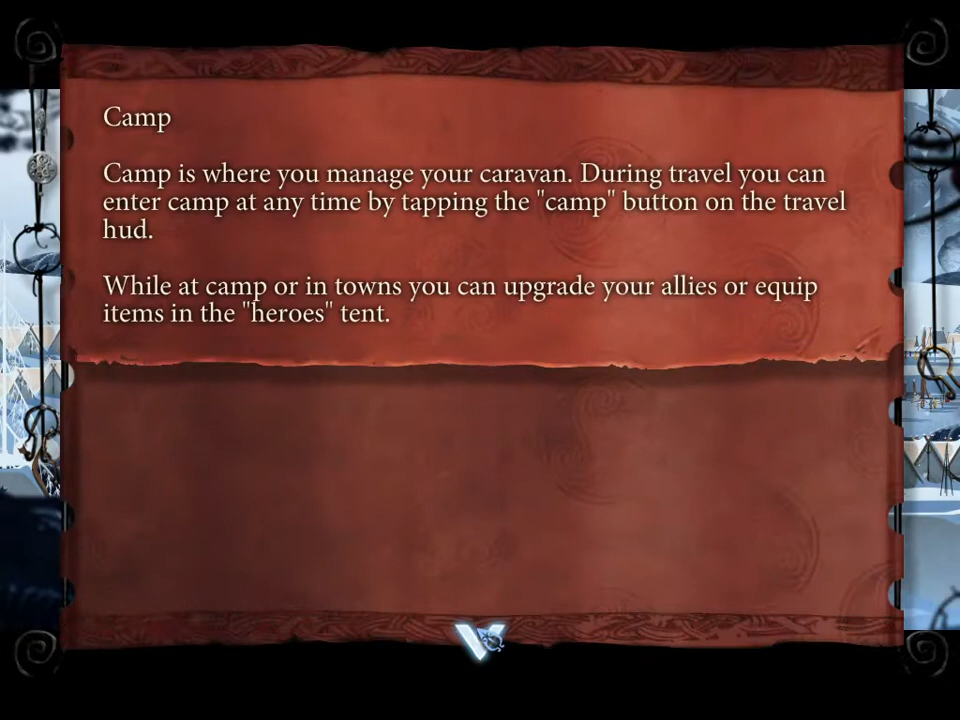 Camp
Camp is where you manage your caravan. During travel you can
enter camp at any time by tapping the "camp" button on the travel
hud.
While at camp or in towns you can upgrade your allies or equip
items in the "heroes" tent.